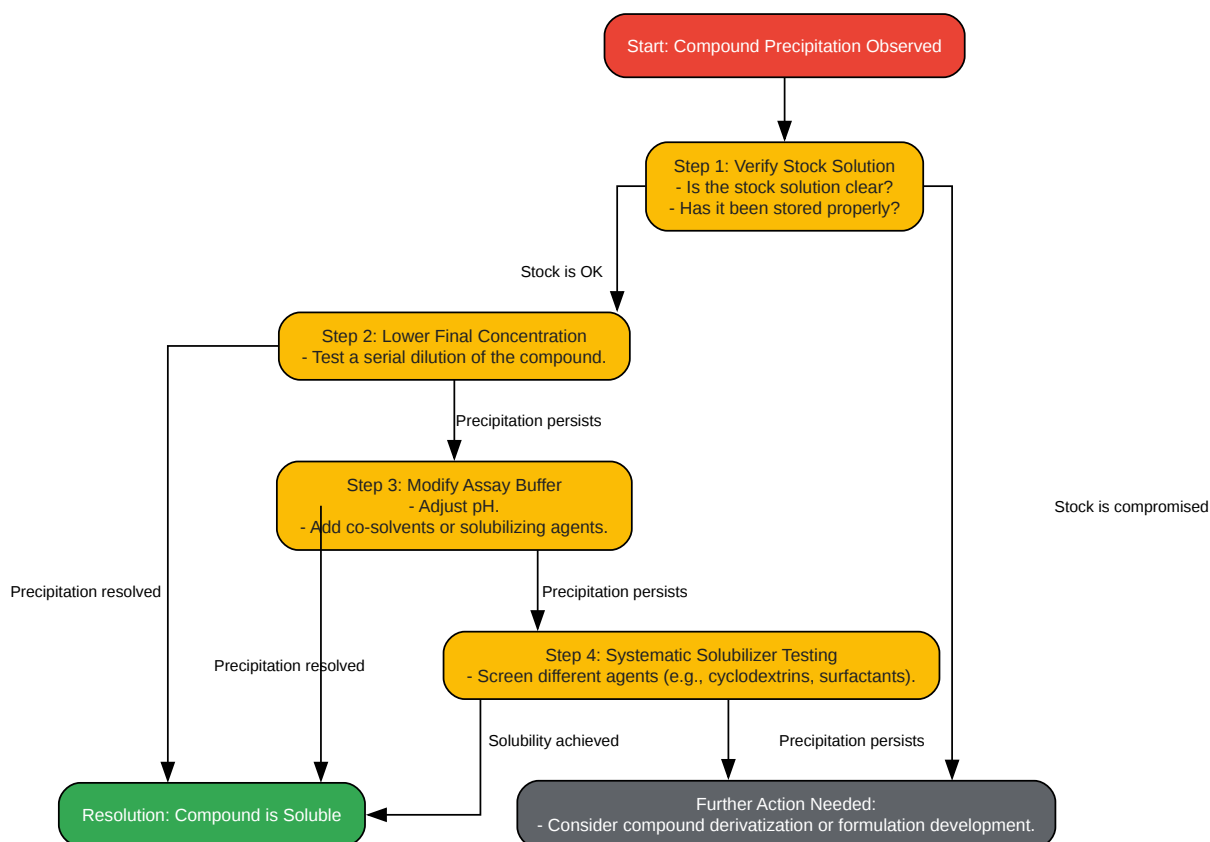 Start: Compound Precipitation Observed
Step 1: Verify Stock Solution
- Is the stock solution clear?
- Has it been stored properly?
Stock is OK
Step 2: Lower Final Concentration
- Test a serial dilution of the compound.
Precipitation persists
Step 3: Modify Assay Buffer
- Adjust pH.
- Add co-solvents or solubilizing agents.
Stock is compromised
Precipitation resolved
Precipitation persists
Precipitation resolved
Step 4: Systematic Solubilizer Testing
- Screen different agents (e.g., cyclodextrins, surfactants).
Solubility achieved
Precipitation persists
Resolution: Compound is Soluble
Further Action Needed:
- Consider compound derivatization or formulation development.